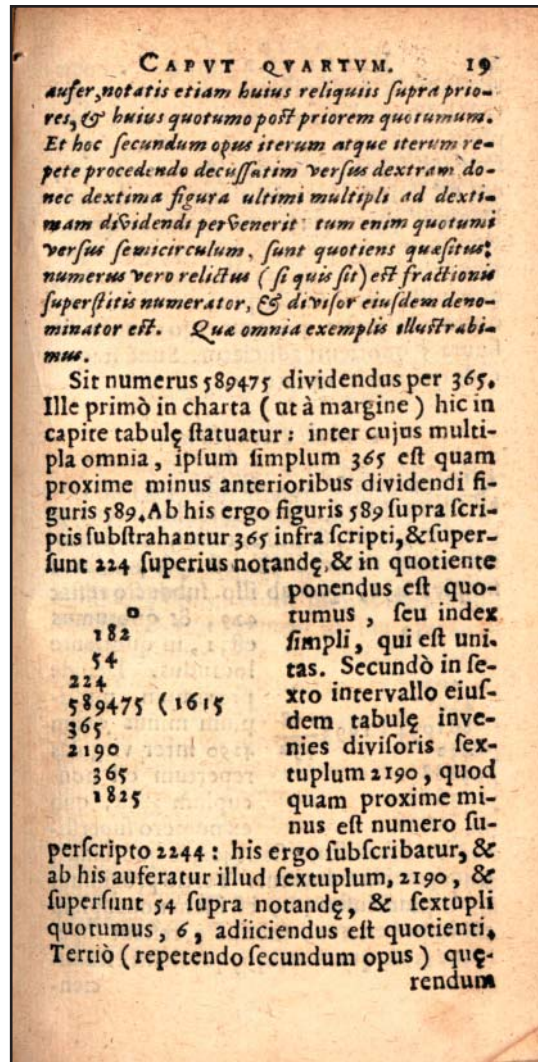 CAPVT QVARTVM. 19
aufer, notatis etiam huius reliquiis ſupra prio-
res, & huius quotumo poſt priorem quotumum.
Et hoc ſecundum opus iterum atque iterum re-
pete procedendo decuſſatim verſus dextram do-
nec dextima figura ultimi multipli ad dexti-
mam dividendi pervenerit: tum enim quotumi
verſus ſemicirculum, ſunt quotiens quæſitus:
numerus vero relictus (ſi quis ſit) eſt fractionis
ſuperſtitis numerator, & diviſor eiuſdem deno-
minator eſt. Quæ omnia exemplis illuſtrabi-
mus.
Sit numerus 589475 dividendus per 365.
Ille primò in charta (ut à margine) hic in
capite tabulę ſtatuatur: inter cujus multi-
pla omnia, ipſum ſimplum 365 eſt quam
proxime minus anterioribus dividendi fi-
guris 589. Ab his ergo figuris 589 ſupra ſcri-
ptis ſubſtrahantur 365 infra ſcripti, & ſuper-
ſunt 224 ſuperius notandę, & in quotiente
ponendus eſt quo-
tumus, ſeu index
ſimpli, qui eſt uni-
tas. Secundò in ſe-
xto intervallo eiuſ-
dem tabulę inve-
nies diviſoris ſex-
tuplum 2190, quod
quam proxime mi-
nus eſt numero ſu-
0
182
54
224
589475 (1615
365
2190
365
1825
perſcripto 2244: his ergo ſubſcribatur, &
ab his auferatur illud ſextuplum, 2190, &
ſuperſunt 54 ſupra notandę, & ſextupli
quotumus, 6, adiiciendus eſt quotienti.
Tertiò (repetendo ſecundum opus) quę-
rendum